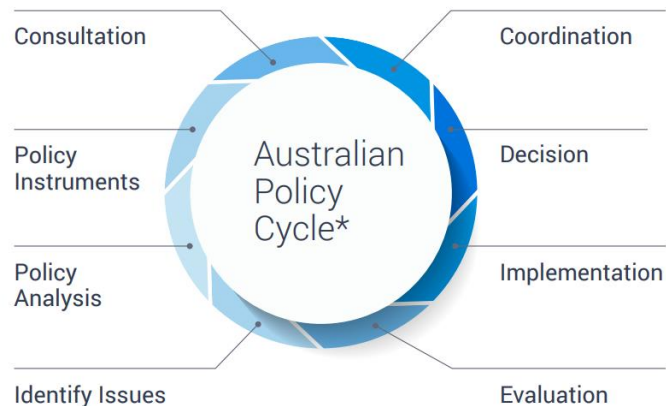 Consultation
Coordination
Policy
Instruments
Australian
Policy
Cycle*
Decision
Policy
Analysis
Implementation
Identify Issues
Evaluation